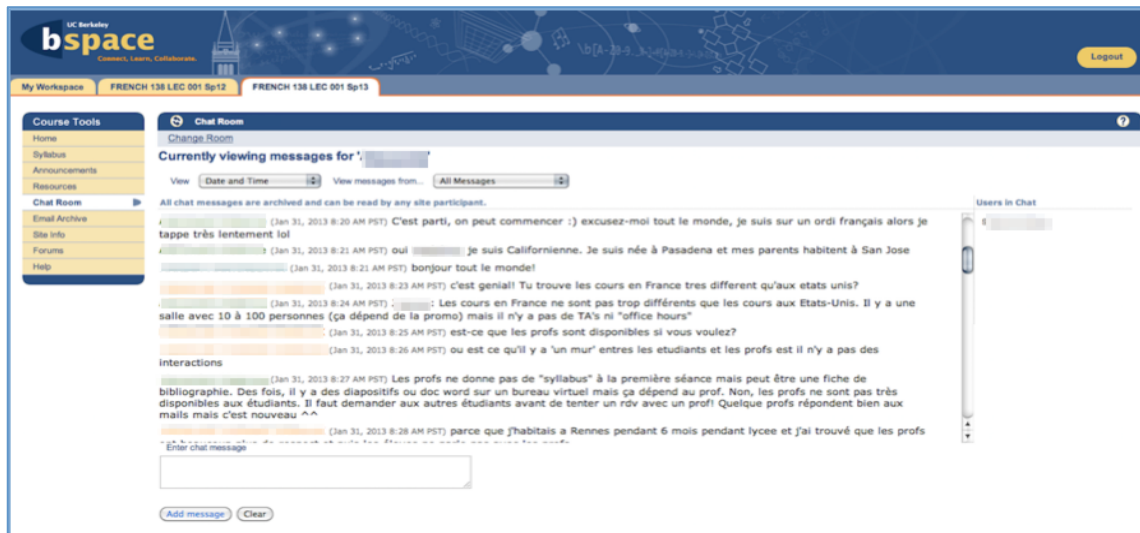 UC Berkeley
bspace
Connect, Learn, Collaborate.
Logout
My Workspace
FRENCH 138 LEC 001 Sp12
FRENCH 138 LEC 001 Sp13
Course Tools
Home
Syllabus
Announcements
Resources
Chat Room
Email Archive
Site Info
Forums
Help
Chat Room
?
Change Room
Currently viewing messages for '
View Date and Time View messages from... All Messages
All chat messages are archived and can be read by any site participant.
Users in Chat
(Jan 31, 2013 8:20 AM PST) C'est parti, on peut commencer :) excusez-moi tout le monde, je suis sur un ordi français alors je
tappe très lentement lol
(Jan 31, 2013 8:21 AM PST) oui je suis Californienne. Je suis née à Pasadena et mes parents habitent à San Jose
(Jan 31, 2013 8:21 AM PST) bonjour tout le monde!
(Jan 31, 2013 8:23 AM PST) c'est genial! Tu trouve les cours en France tres different qu'aux etats unis?
(Jan 31, 2013 8:24 AM PST) : Les cours en France ne sont pas trop différents que les cours aux Etats-Unis. Il y a une
salle avec 10 à 100 personnes (ça dépend de la promo) mais il n'y a pas de TA's ni "office hours"
(Jan 31, 2013 8:25 AM PST) est-ce que les profs sont disponibles si vous voulez?
(Jan 31, 2013 8:26 AM PST) ou est ce qu'il y a 'un mur' entres les etudiants et les profs est il n'y a pas des
interactions
(Jan 31, 2013 8:27 AM PST) Les profs ne donne pas de "syllabus" à la première séance mais peut être une fiche de
bibliographie. Des fois, il y a des diapositifs ou doc word sur un bureau virtuel mais ça dépend au prof. Non, les profs ne sont pas très
disponibles aux étudiants. Il faut demander aux autres étudiants avant de tenter un rdv avec un prof! Quelque profs répondent bien aux
mails mais c'est nouveau ^^
(Jan 31, 2013 8:28 AM PST) parce que j'habitais a Rennes pendant 6 mois pendant lycee et j'ai trouvé que les profs
Enter chat message
Add message
Clear